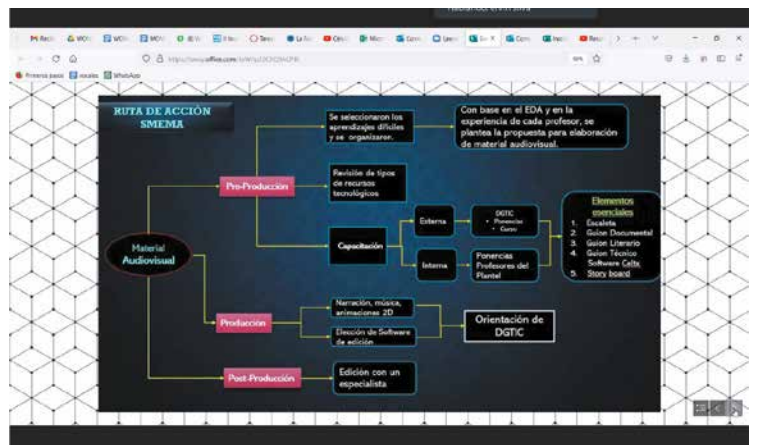 Primeros pasos
WhatsApp
RUTA DE ACCIÓN
SMEMA
Se seleccionaron los
aprendizajes difíciles
y se organizaron.
Con base en el EDA y en la
experiencia de cada profesor, se
plantea la propuesta para elaboración
de material audiovisual.
Pre-Producción
Revisión de tipos
de recursos
tecnológicos
Capacitación
Externa
DGTIC
• Ponencias
• Curso
Interna
Ponencias
Profesores del
Plantel
Elementos
esenciales
1. Escaleta
2. Guion Documental
3. Guion Literario
4. Guion Técnico
Software Celtx
5. Story board
Material
Audiovisual
Producción
Narración, música,
animaciones 2D
Elección de Software
de edición
Orientación de
DGTIC
Post-Producción
Edición con un
especialista